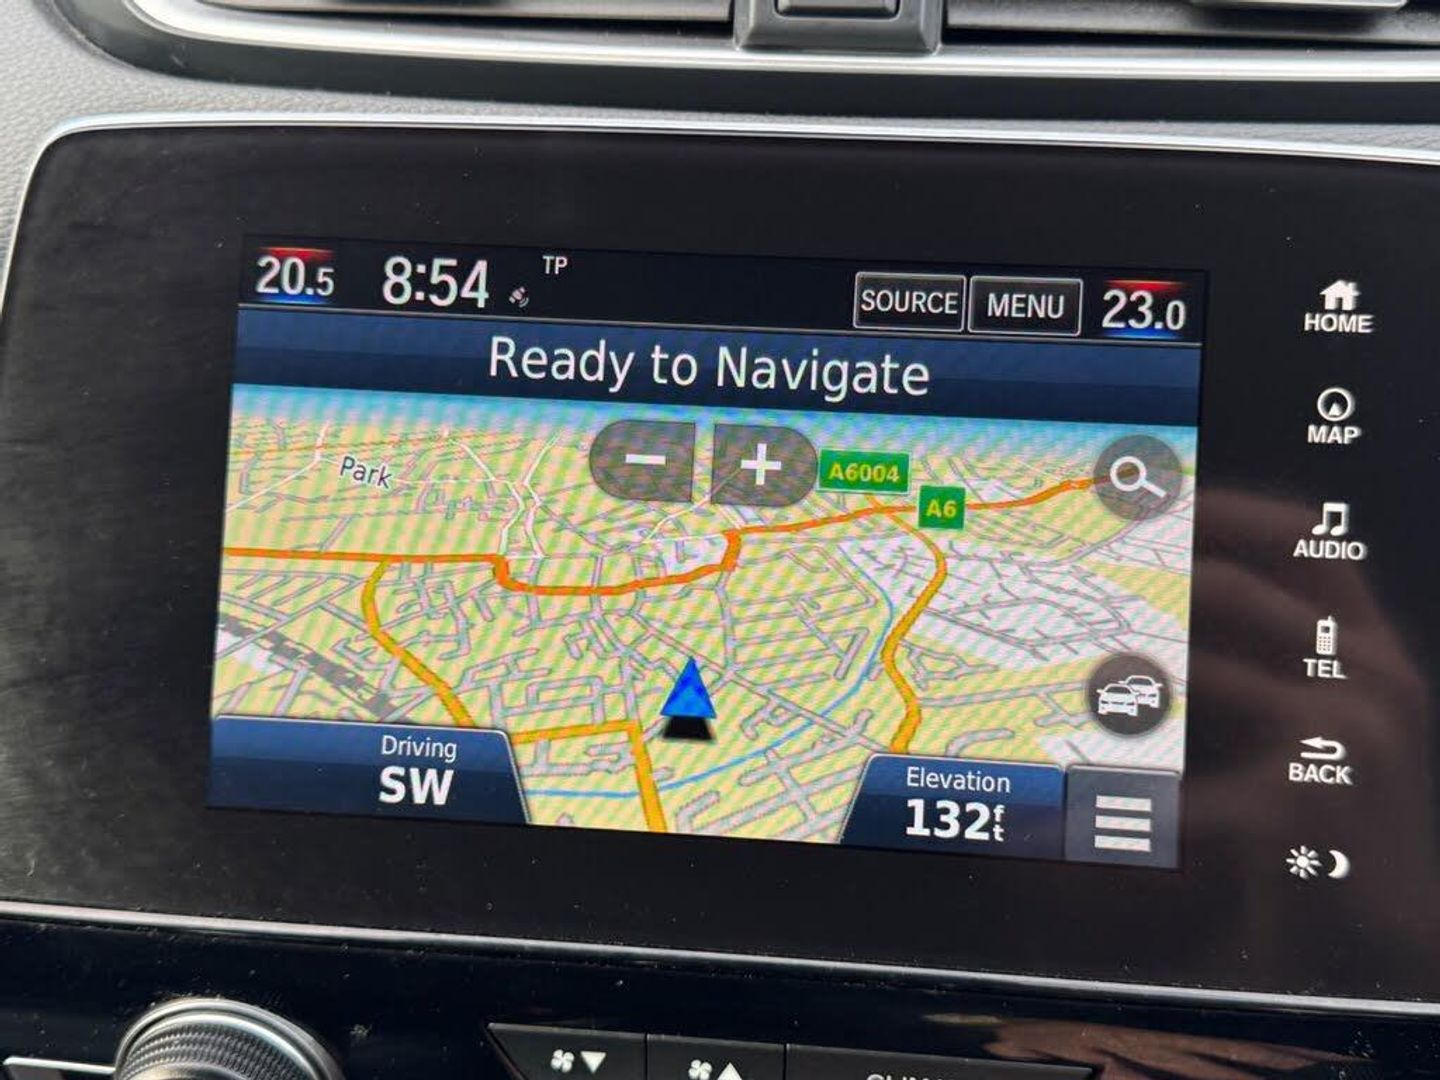 20.5 8:54 TP SOURCE MENU 23.0
Ready to Navigate
HOME
MAP
AUDIO
TEL
BACK
Park
A6004
A6
Driving
SW
Elevation
132ft